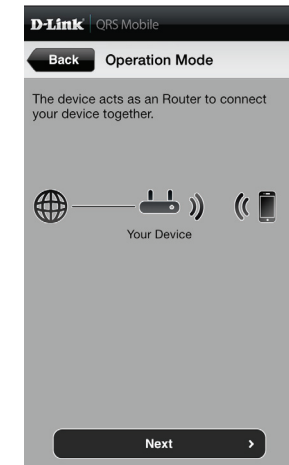 D-Link QRS Mobile
Back Operation Mode
The device acts as an Router to connect
your device together.
Your Device
Next